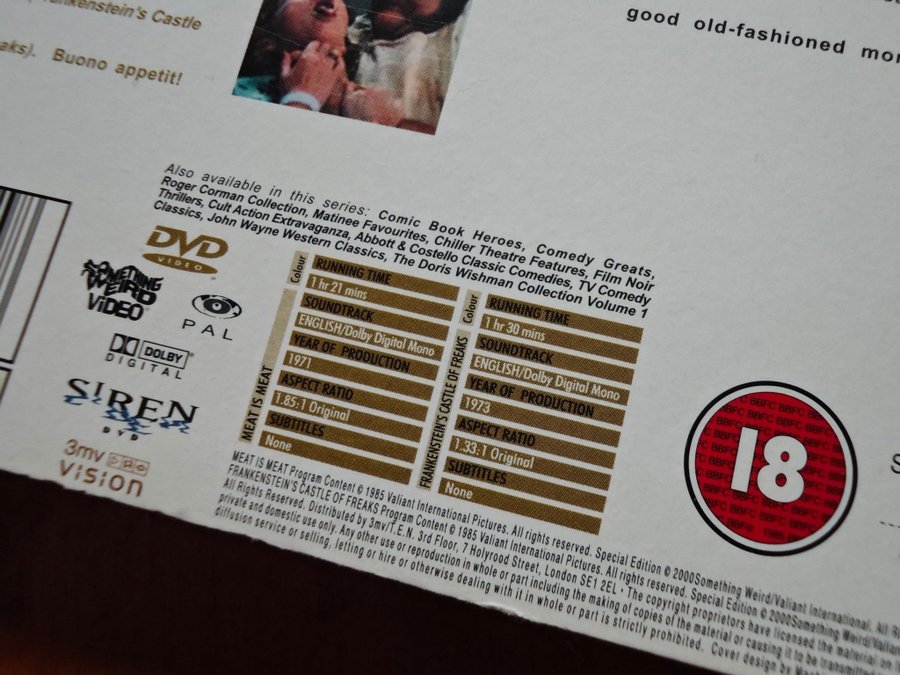 Frankenstein's Castle
aks). Buono appetit!
good old-fashioned
Also available in this series: Comic Book Heroes, Comedy Greats,
Roger Corman Collection, Matinee Favourites, Chiller Theatre Features, Film Noir
Thrillers, Cult Action Extravaganza, Abbott & Costello Classic Comedies, TV Comedy
Classics, John Wayne Western Classics, The Doris Wishman Collection Volume 1
DVD
VIDEO
SOMETHING
WEIRD
VIDEO
PAL
DOLBY
DIGITAL
SIREN
DVD
3mv PRO
vision
Colour
MEAT IS MEAT
RUNNING TIME
1 hr 21 mins
SOUNDTRACK
ENGLISH/Dolby Digital Mono
YEAR OF PRODUCTION
1971
ASPECT RATIO
1.85:1 Original
SUBTITLES
None
Colour
FRANKENSTEIN'S CASTLE OF FREAKS
RUNNING TIME
1 hr 30 mins
SOUNDTRACK
ENGLISH/Dolby Digital Mono
YEAR OF PRODUCTION
1973
ASPECT RATIO
1.33:1 Original
SUBTITLES
None
18
BBFC BBFC BBFC
MEAT IS MEAT Program Content © 1985 Valiant International Pictures. All rights reserved. Special Edition © 2000Something Weird/Valiant International. All
FRANKENSTEIN'S CASTLE OF FREAKS Program Content © 1985 Valiant International Pictures. All rights reserved. Special Edition © 2000Something Weird/Valiant
All Rights Reserved. Distributed by 3mv/T.E.N. 3rd Floor, 7 Holyrood Street, London SE1 2EL · The copyright proprietors have licensed the material on
private and domestic use only. Any other use or reproduction in whole or part including the making of copies of the material or causing it to be transmitted
diffusion service or selling, letting or hire or otherwise dealing with it in whole or part is strictly prohibited. Cover design by